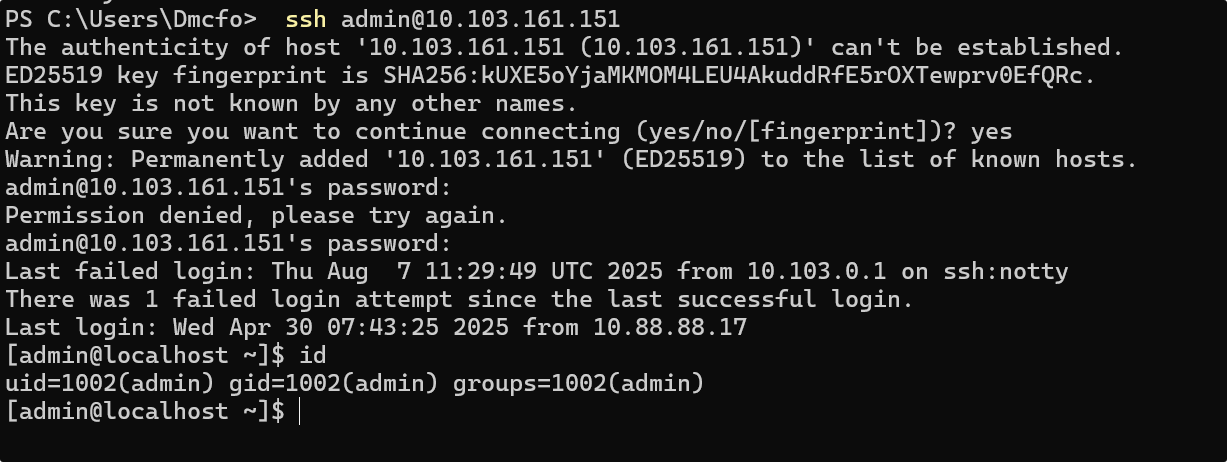 PS C:\Users\Dmcfo>  ssh admin@10.103.161.151
The authenticity of host '10.103.161.151 (10.103.161.151)' can't be established.
ED25519 key fingerprint is SHA256:kUXE5oYjaMKMOM4LEU4AkuddRfE5rOXTewprv0EfQRc.
This key is not known by any other names.
Are you sure you want to continue connecting (yes/no/[fingerprint])? yes
Warning: Permanently added '10.103.161.151' (ED25519) to the list of known hosts.
admin@10.103.161.151's password:
Permission denied, please try again.
admin@10.103.161.151's password:
Last failed login: Thu Aug  7 11:29:49 UTC 2025 from 10.103.0.1 on ssh:notty
There was 1 failed login attempt since the last successful login.
Last login: Wed Apr 30 07:43:25 2025 from 10.88.88.17
[admin@localhost ~]$ id
uid=1002(admin) gid=1002(admin) groups=1002(admin)
[admin@localhost ~]$